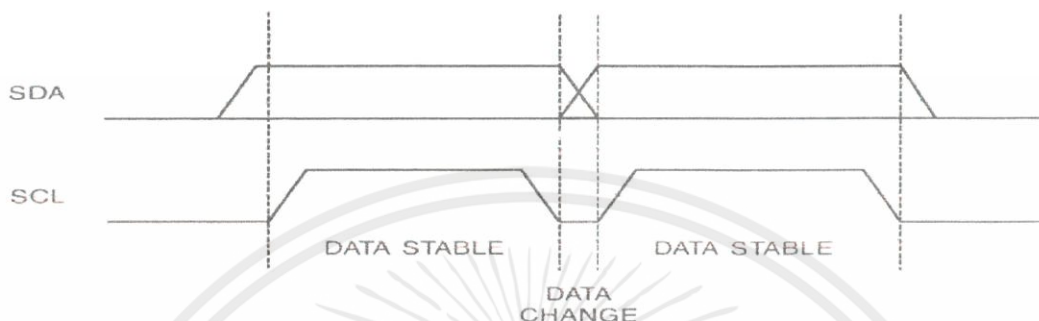 SDA
SCL
DATA STABLE
DATA STABLE
DATA
CHANGE